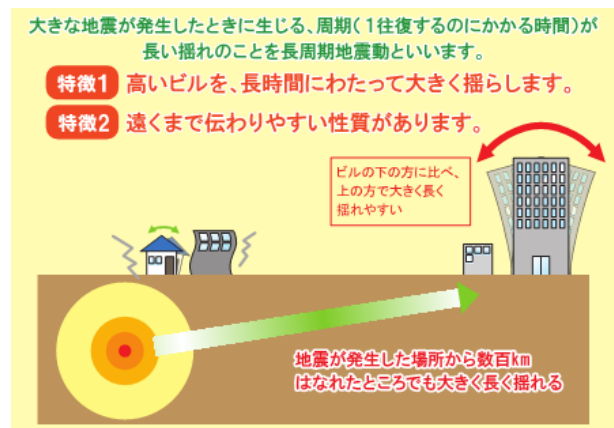 大きな地震が発生したときに生じる、周期(1往復するのにかかる時間)が
長い揺れのことを長周期地震動といいます。
特徴1 高いビルを、長時間にわたって大きく揺らします。
特徴2 遠くまで伝わりやすい性質があります。
ビルの下の方に比べ、
上の方で大きく長く
揺れやすい
地震が発生した場所から数百km
はなれたところでも大きく長く揺れる